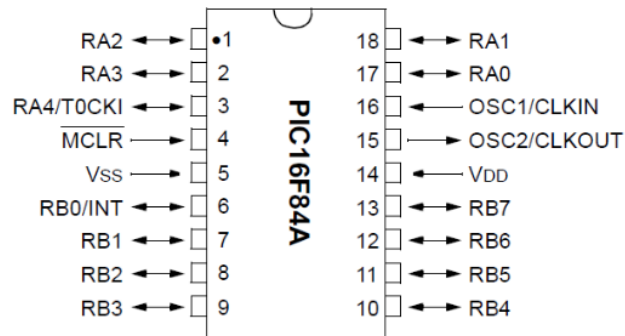 RA2 •1 18 RA1
RA3 2 17 RA0
RA4/T0CKI 3 16 OSC1/CLKIN
MCLR 4 15 OSC2/CLKOUT
VSS 5 14 VDD
RB0/INT 6 13 RB7
RB1 7 12 RB6
RB2 8 11 RB5
RB3 9 10 RB4
PIC16F84A